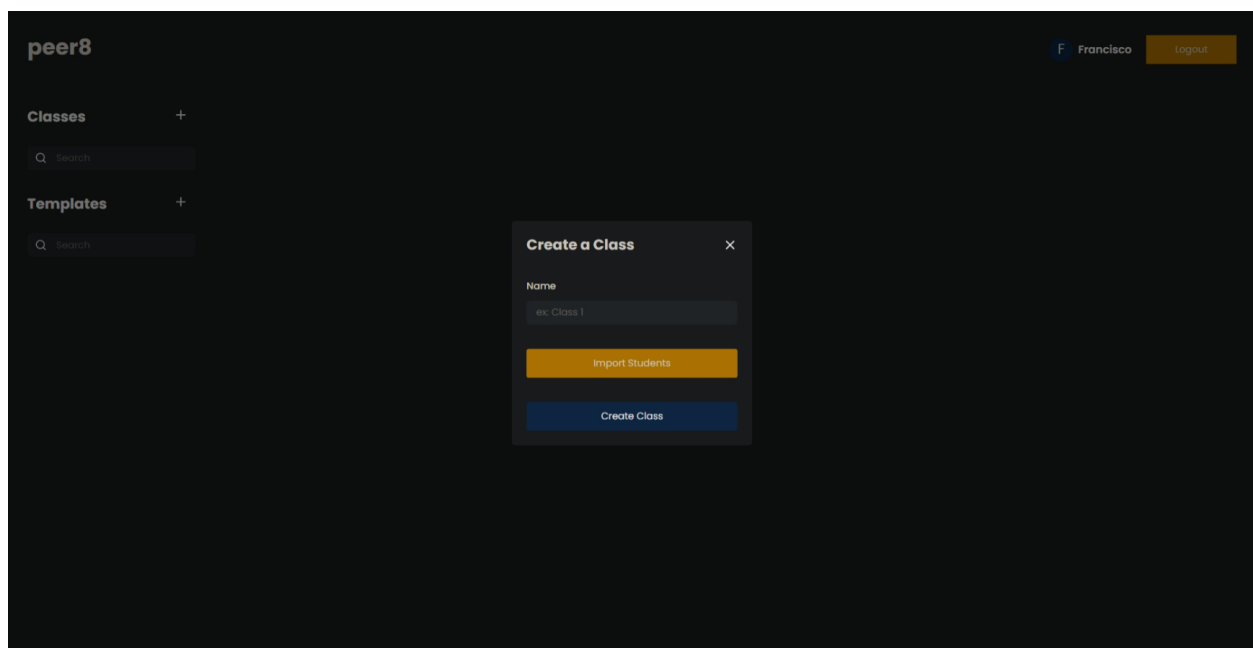 peer8
F Francisco Logout
Classes +
Search
Templates +
Search
Create a Class ×
Name
ex: Class 1
Import Students
Create Class